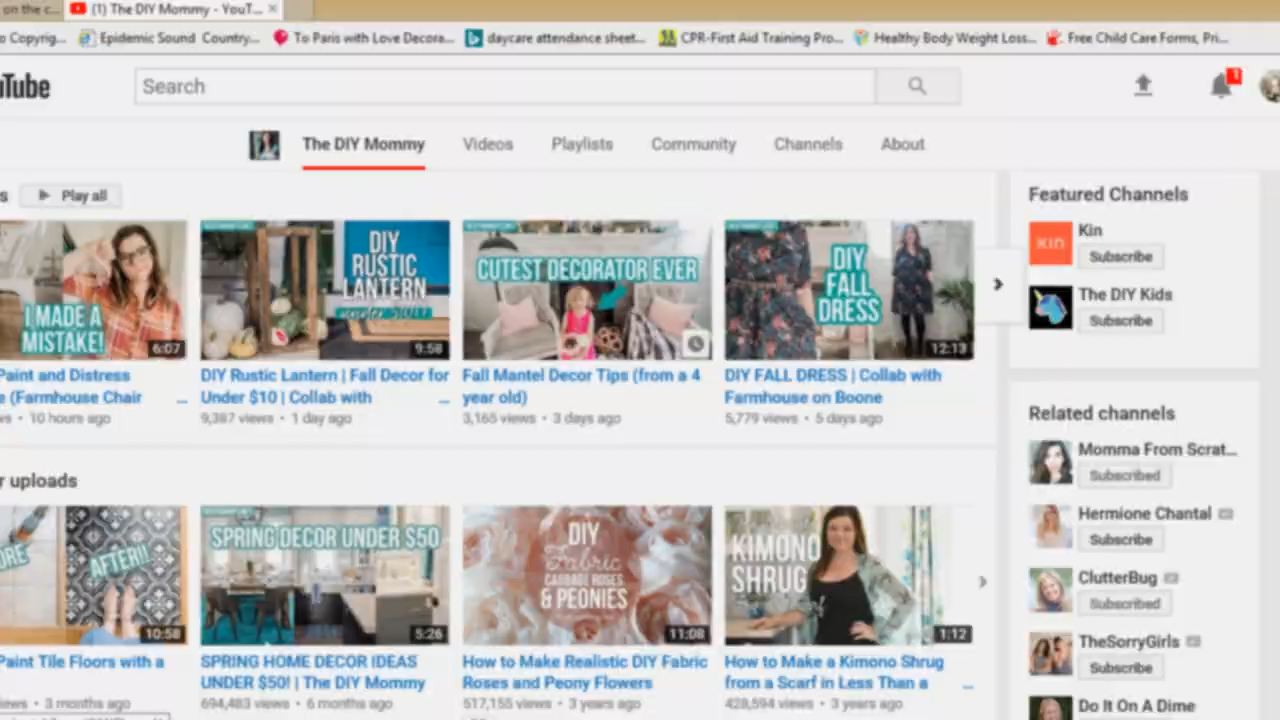 on the c...
(1) The DIY Mommy - YouT... ×
o Copyrig...
Epidemic Sound Country...
To Paris with Love Decora...
daycare attendance sheet...
CPR-First Aid Training Pro...
Healthy Body Weight Loss...
Free Child Care Forms, Pri...
uTube
Search
1
The DIY Mommy
Videos
Playlists
Community
Channels
About
s
Play all
I MADE A
MISTAKE!
6:07
DIY
RUSTIC
LANTERN
9:58
CUTEST DECORATOR EVER
DIY
FALL
DRESS
12:13
Paint and Distress
e (Farmhouse Chair ...
ws • 10 hours ago
DIY Rustic Lantern | Fall Decor for
Under $10 | Collab with ...
9,387 views • 1 day ago
Fall Mantel Decor Tips (from a 4
year old)
3,165 views • 3 days ago
DIY FALL DRESS | Collab with
Farmhouse on Boone
5,779 views • 5 days ago
r uploads
ORE
AFTER!!
10:58
SPRING DECOR UNDER $50
5:26
DIY
Fabric
CABBAGE ROSES
& PEONIES
11:08
KIMONO
SHRUG
1:12
Paint Tile Floors with a
iews • 3 months ago
SPRING HOME DECOR IDEAS
UNDER $50! | The DIY Mommy
694,483 views • 6 months ago
How to Make Realistic DIY Fabric
Roses and Peony Flowers
517,155 views • 3 years ago
How to Make a Kimono Shrug
from a Scarf in Less Than a ...
428,594 views • 3 years ago
Featured Channels
KIN
Kin
Subscribe
The DIY Kids
Subscribe
Related channels
Momma From Scrat...
Subscribed
Hermione Chantal
Subscribe
ClutterBug
Subscribed
TheSorryGirls
Subscribe
Do It On A Dime